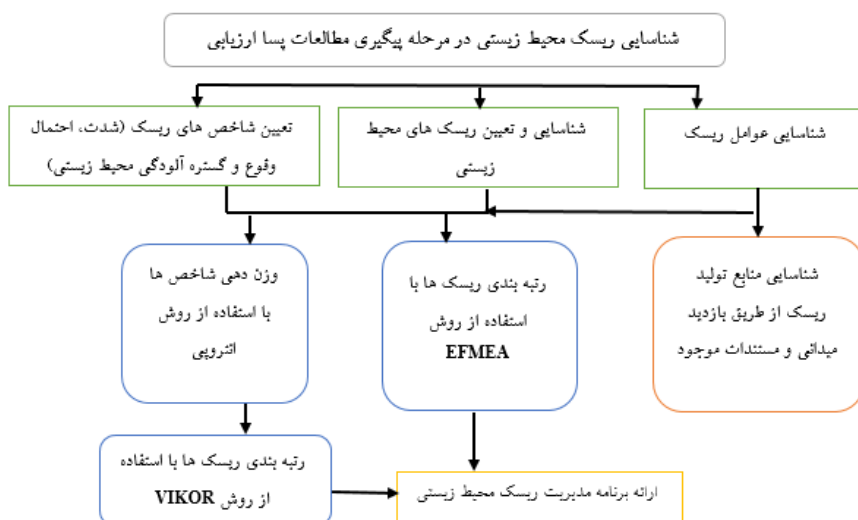 شناسایی ریسک محیط زیستی در مرحله پیگیری مطالعات پسا ارزیابی
شناسایی عوامل ریسک
شناسایی و تعیین ریسک های محیط
زیستی
تعیین شاخص های ریسک (شدت، احتمال
وقوع و گستره آلودگی محیط زیستی)
شناسایی منابع تولید
ریسک از طریق بازدید
میدانی و مستندات موجود
رتبه بندی ریسک ها با
استفاده از روش
EFMEA
وزن دهی شاخص ها
با استفاده از روش
انتروپی
رتبه بندی ریسک ها با استفاده
از روش VIKOR
ارائه برنامه مدیریت ریسک محیط زیستی